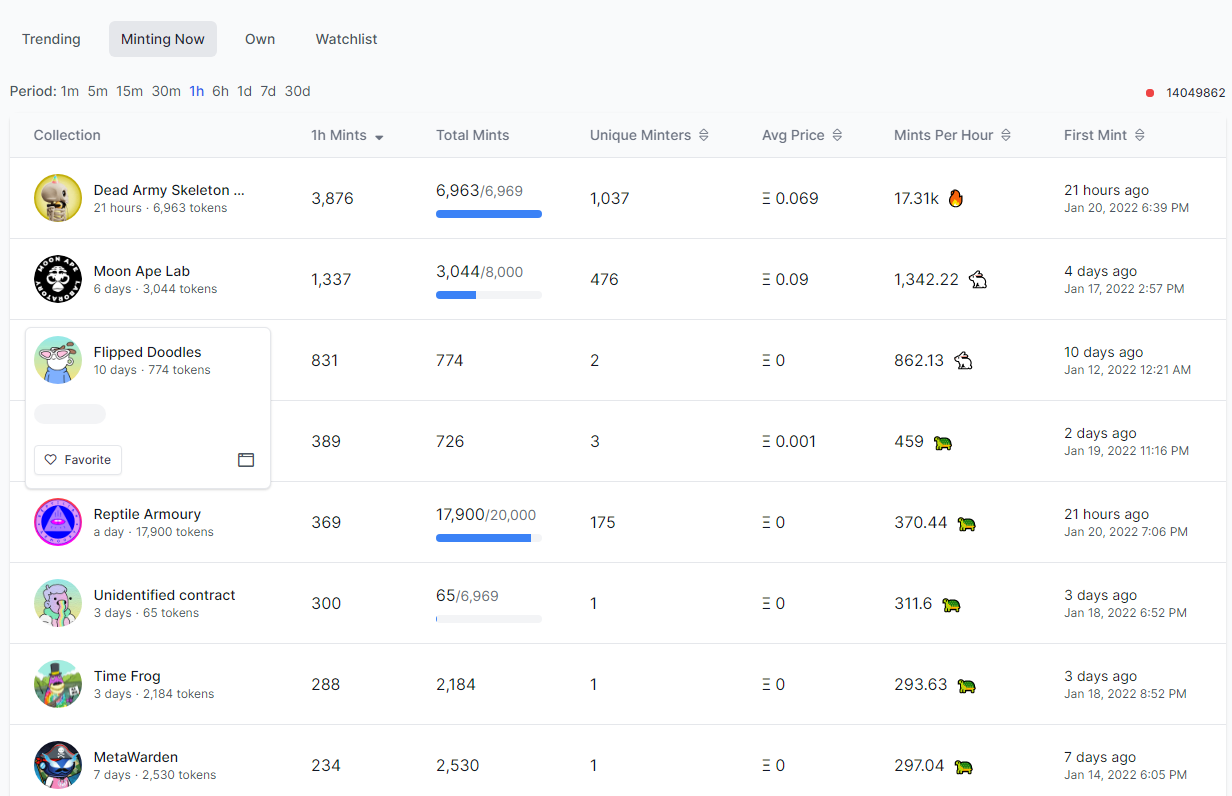 Trending Minting Now Own Watchlist
Period: 1m 5m 15m 30m 1h 6h 1d 7d 30d
14049862
Collection 1h Mints Total Mints Unique Minters Avg Price Mints Per Hour First Mint
Dead Army Skeleton ...
21 hours · 6,963 tokens
3,876
6,963/6,969
1,037
Ξ 0.069
17.31k
21 hours ago
Jan 20, 2022 6:39 PM
MOON APE LABORATORY
Moon Ape Lab
6 days · 3,044 tokens
1,337
3,044/8,000
476
Ξ 0.09
1,342.22
4 days ago
Jan 17, 2022 2:57 PM
Flipped Doodles
10 days · 774 tokens
Favorite
831
774
2
Ξ 0
862.13
10 days ago
Jan 12, 2022 12:21 AM
389
726
3
Ξ 0.001
459
2 days ago
Jan 19, 2022 11:16 PM
Reptile Armoury
a day · 17,900 tokens
369
17,900/20,000
175
Ξ 0
370.44
21 hours ago
Jan 20, 2022 7:06 PM
Unidentified contract
3 days · 65 tokens
300
65/6,969
1
Ξ 0
311.6
3 days ago
Jan 18, 2022 6:52 PM
Time Frog
3 days · 2,184 tokens
288
2,184
1
Ξ 0
293.63
3 days ago
Jan 18, 2022 8:52 PM
MetaWarden
7 days · 2,530 tokens
234
2,530
1
Ξ 0
297.04
7 days ago
Jan 14, 2022 6:05 PM